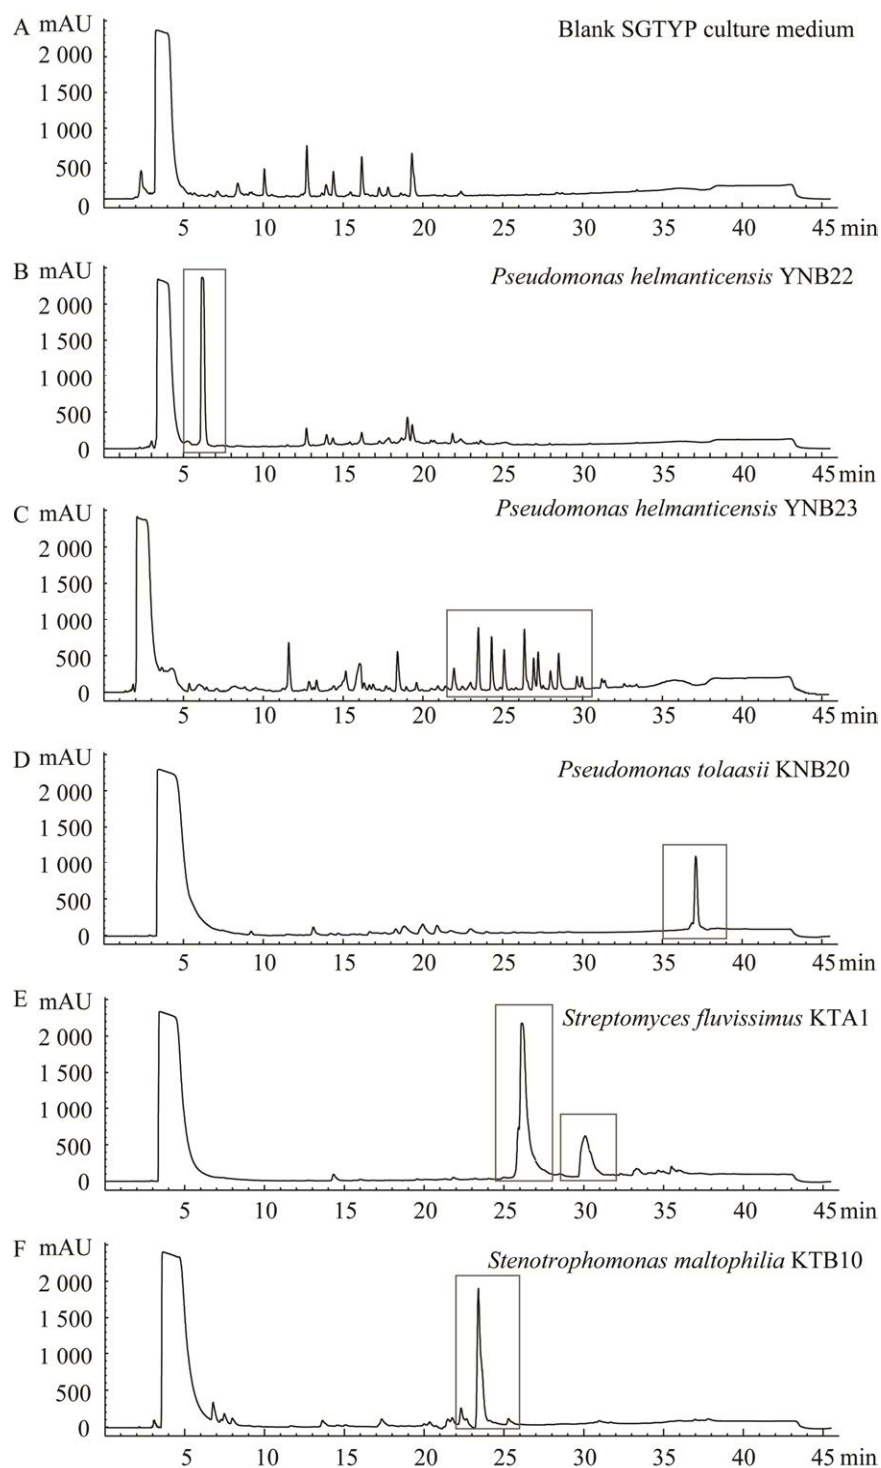 A mAU Blank SGTYP culture medium
2 000
1 500
1 000
500
0
5 10 15 20 25 30 35 40 45 min
B mAU Pseudomonas helmanticensis YNB22
2 000
1 500
1 000
500
0
5 10 15 20 25 30 35 40 45 min
C mAU Pseudomonas helmanticensis YNB23
2 000
1 500
1 000
500
0
5 10 15 20 25 30 35 40 45 min
D mAU Pseudomonas tolaasii KNB20
2 000
1 500
1 000
500
0
5 10 15 20 25 30 35 40 45 min
E mAU Streptomyces fluvissimus KTA1
2 000
1 500
1 000
500
0
5 10 15 20 25 30 35 40 45 min
F mAU Stenotrophomonas maltophilia KTB10
2 000
1 500
1 000
500
0
5 10 15 20 25 30 35 40 45 min